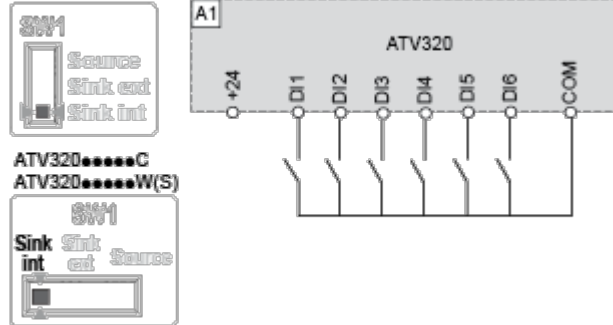 SW1
Source
Sink ext
Sink int
ATV320●●●●●C
ATV320●●●●●W(S)
SW1
Sink int
Sink ext
Source
A1
ATV320
+24
DI1
DI2
DI3
DI4
DI5
DI6
COM